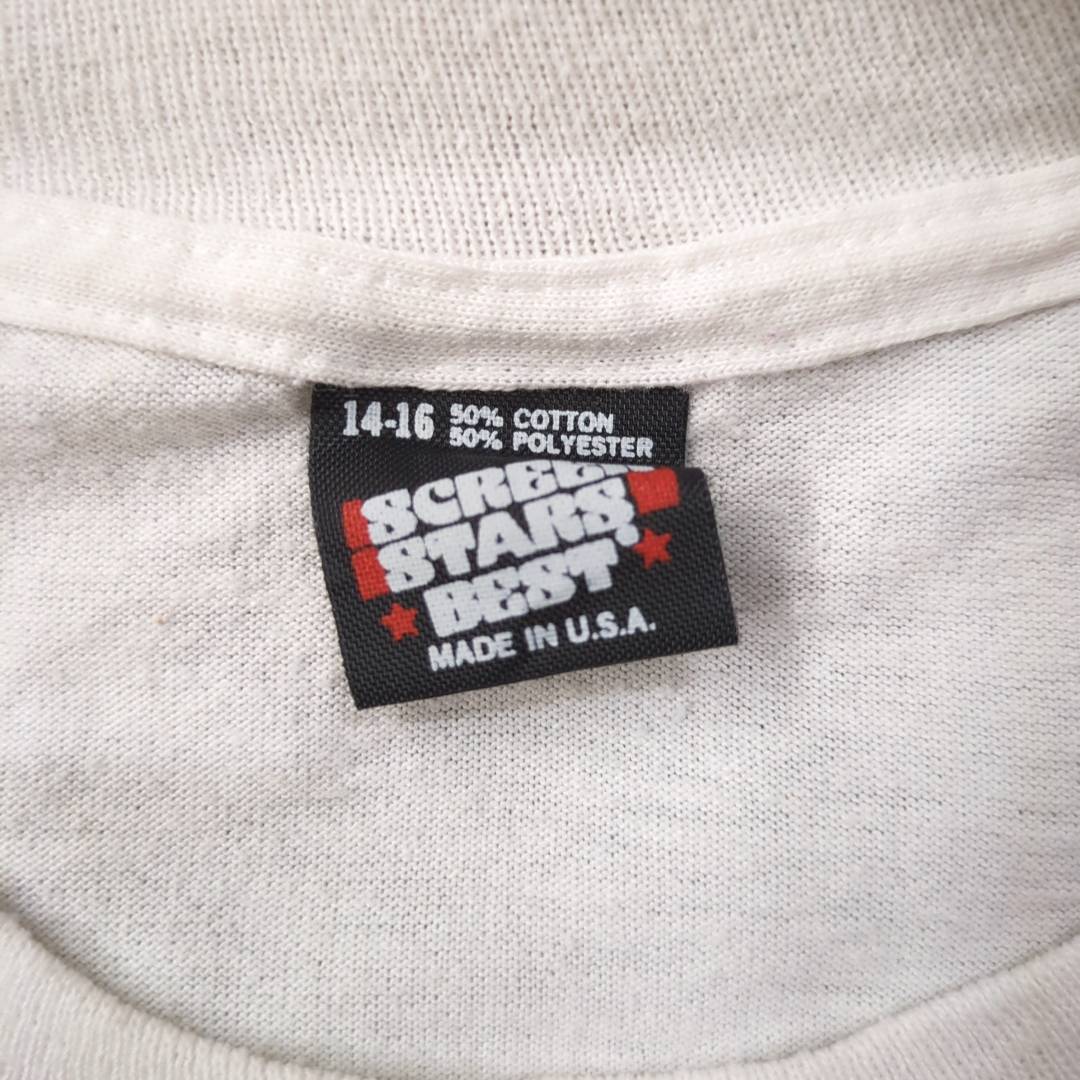 14-16 50% COTTON
50% POLYESTER
SCREEN
STARS
BEST
MADE IN U.S.A.